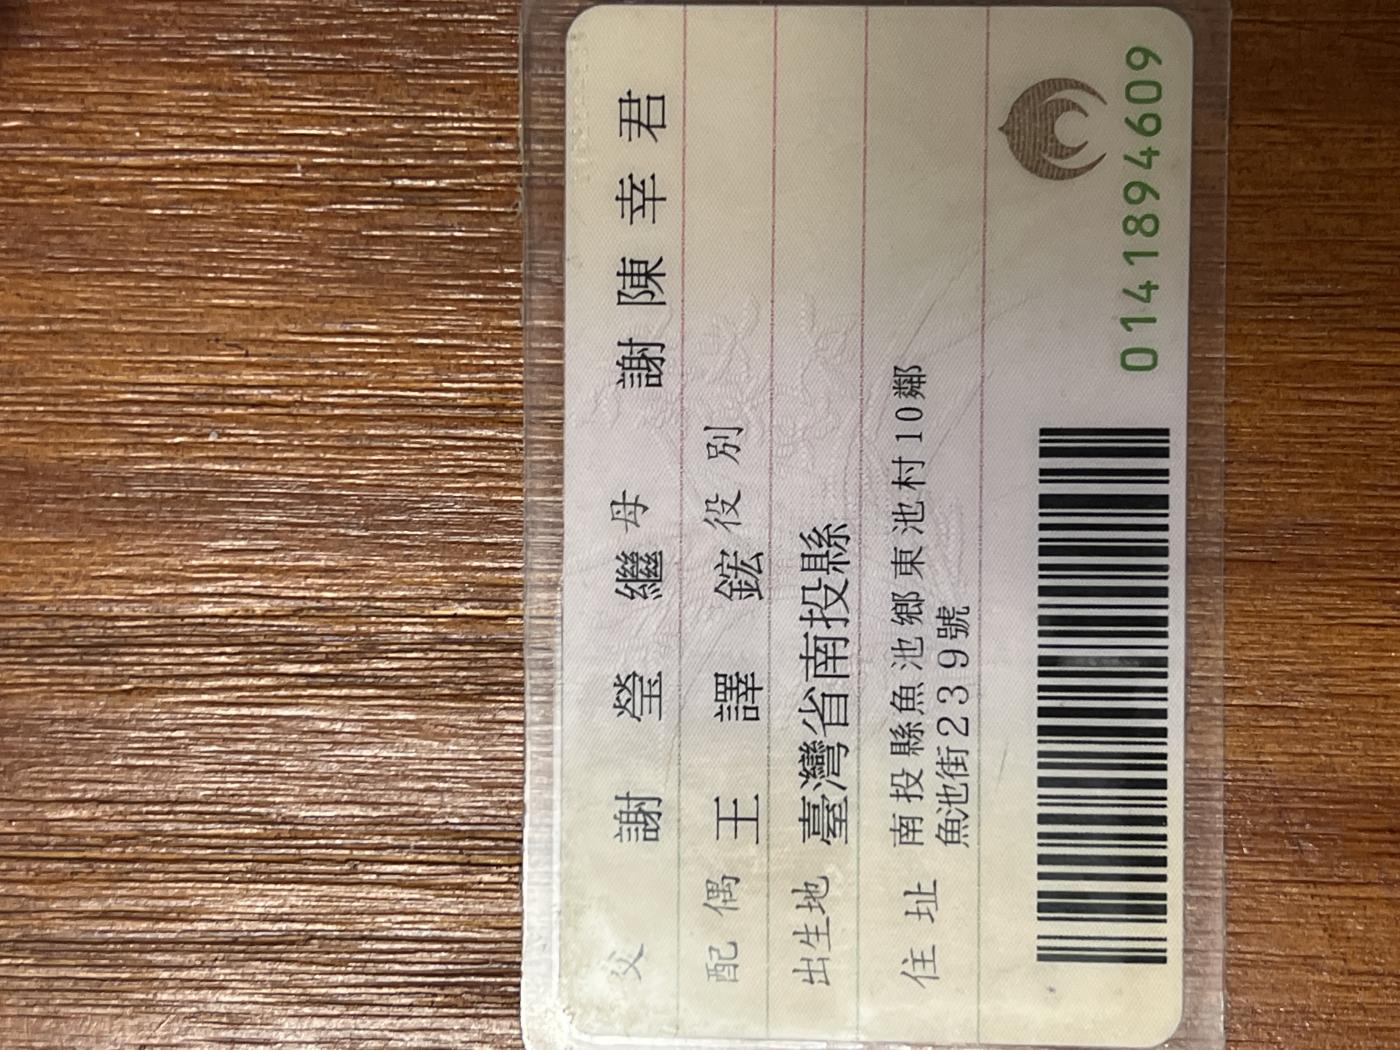 父 謝瑩繼 母 謝陳幸君
配偶 王譯鋐 役別
出生地 臺灣省南投縣
住址 南投縣魚池鄉東池村10鄰
魚池街239號
0141894609